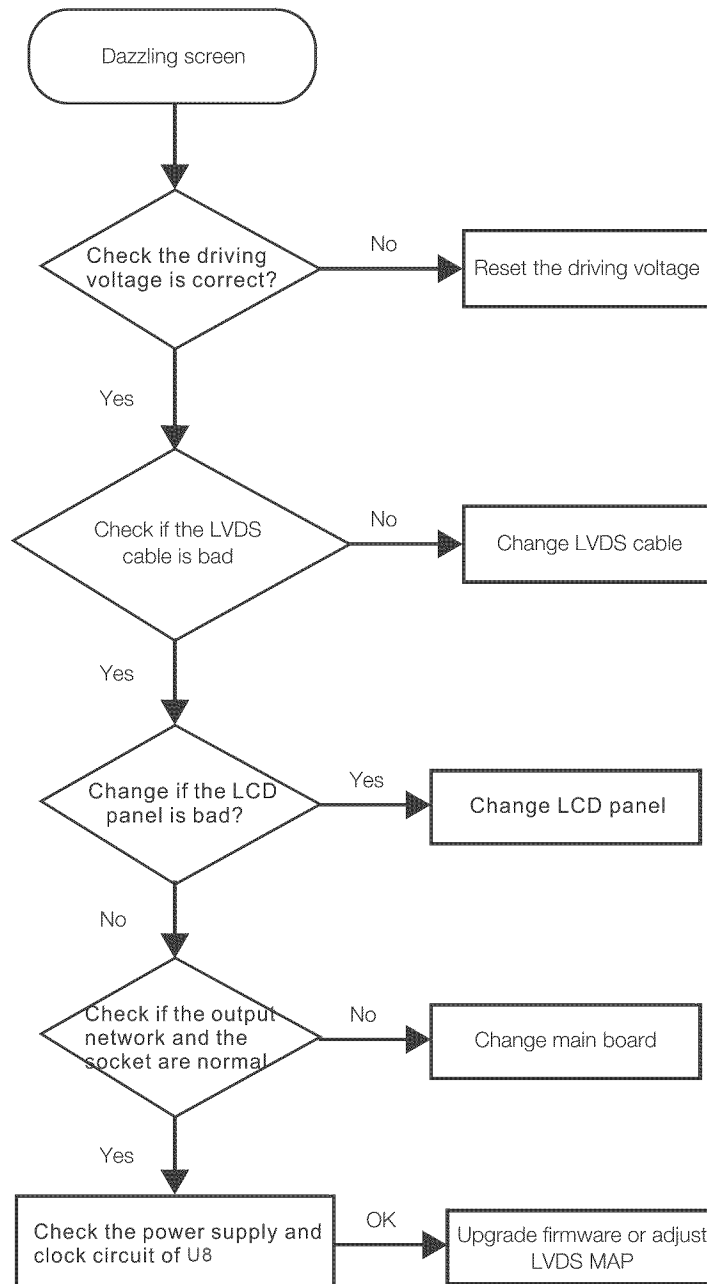 Dazzling screen
Check the driving
voltage is correct?
No
Reset the driving voltage
Yes
Check if the LVDS
cable is bad
No
Change LVDS cable
Yes
Change if the LCD
panel is bad?
Yes
Change LCD panel
No
Check if the output
network and the
socket are normal
No
Change main board
Yes
Check the power supply and
clock circuit of U8
OK
Upgrade firmware or adjust
LVDS MAP